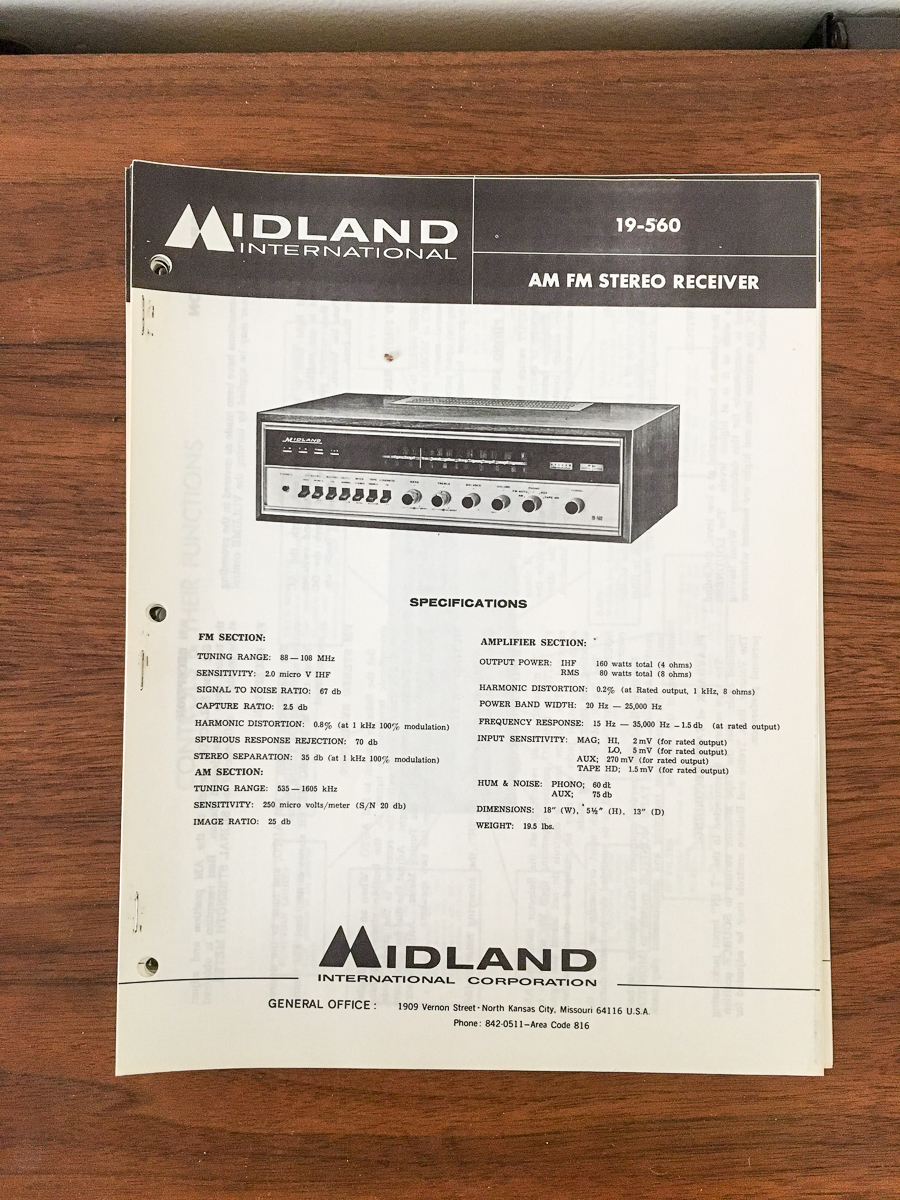 MIDLAND
INTERNATIONAL
19-560
AM FM STEREO RECEIVER
MIDLAND
SPECIFICATIONS
FM SECTION:
TUNING RANGE: 88—108 MHz
SENSITIVITY: 2.0 micro V IHF
SIGNAL TO NOISE RATIO: 67 db
CAPTURE RATIO: 2.5 db
HARMONIC DISTORTION: 0.8% (at 1 kHz 100% modulation)
SPURIOUS RESPONSE REJECTION: 70 db
STEREO SEPARATION: 35 db (at 1 kHz 100% modulation)
AM SECTION:
TUNING RANGE: 535—1605 kHz
SENSITIVITY: 250 micro volts/meter (S/N 20 db)
IMAGE RATIO: 25 db
AMPLIFIER SECTION:
OUTPUT POWER: IHF 160 watts total (4 ohms)
RMS 80 watts total (8 ohms)
HARMONIC DISTORTION: 0.2% (at Rated output, 1 kHz, 8 ohms)
POWER BAND WIDTH: 20 Hz — 25,000 Hz
FREQUENCY RESPONSE: 15 Hz — 35,000 Hz –1.5 db (at rated output)
INPUT SENSITIVITY: MAG; HI, 2 mV (for rated output)
LO, 5 mV (for rated output)
AUX; 270 mV (for rated output)
TAPE HD; 1.5 mV (for rated output)
HUM & NOISE: PHONO; 60 db
AUX; 75 db
DIMENSIONS: 18" (W), 5½" (H), 13" (D)
WEIGHT: 19.5 lbs.
MIDLAND
INTERNATIONAL CORPORATION
GENERAL OFFICE: 1909 Vernon Street·North Kansas City, Missouri 64116 U.S.A.
Phone: 842-0511–Area Code 816